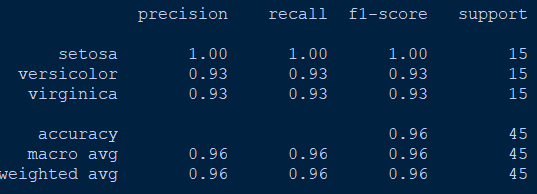 precision recall f1-score support
setosa 1.00 1.00 1.00 15
versicolor 0.93 0.93 0.93 15
virginica 0.93 0.93 0.93 15
accuracy 0.96 45
macro avg 0.96 0.96 0.96 45
weighted avg 0.96 0.96 0.96 45